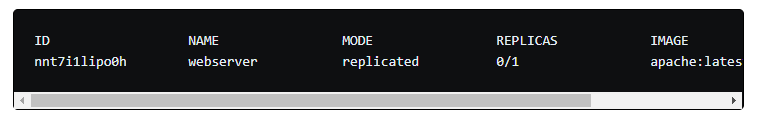 ID NAME MODE REPLICAS IMAGE
nnt7i1lipo0h webserver replicated 0/1 apache:lates